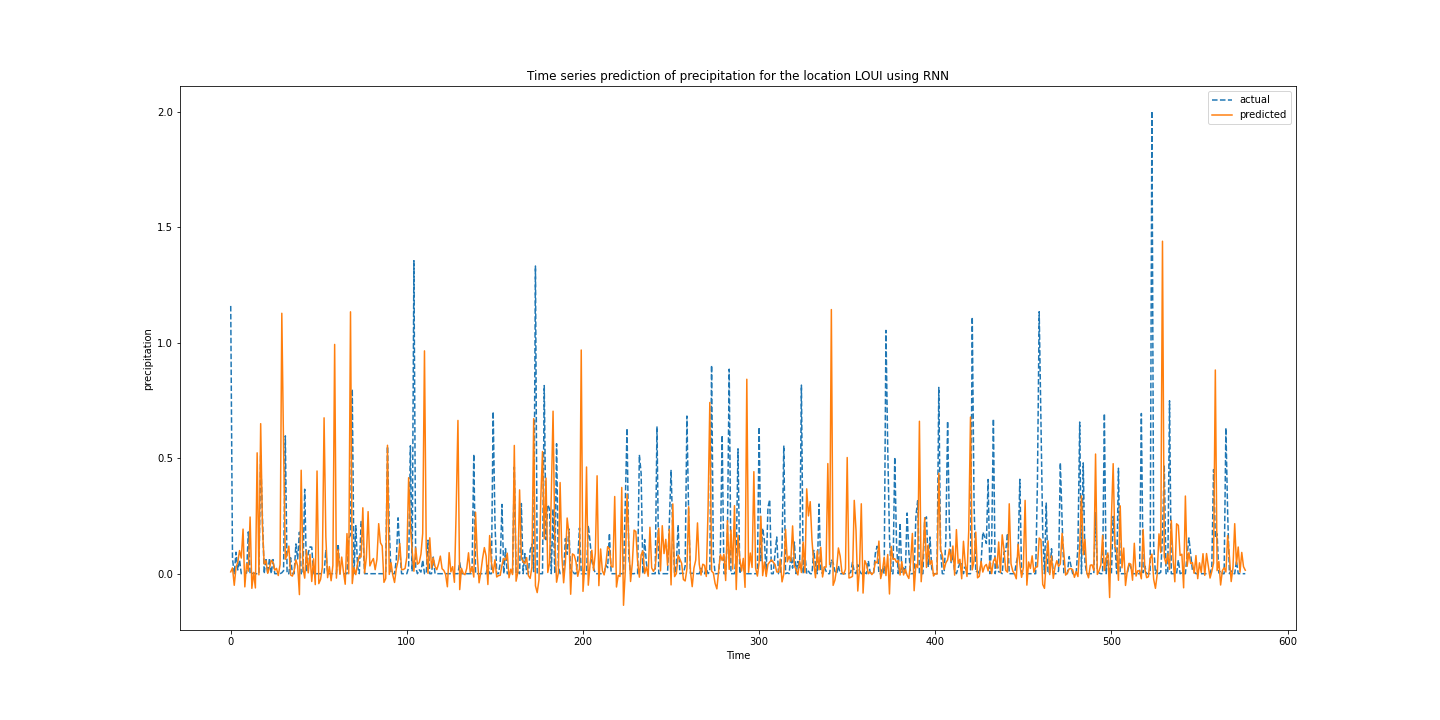 Time series prediction of precipitation for the location LOUI using RNN
actual
predicted
2.0
1.5
1.0
0.5
0.0
precipitation
0 100 200 300 400 500 600
Time